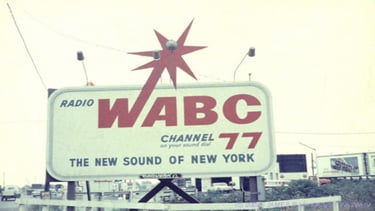 RADIO WABC
CHANNEL 77
on your sound dial
THE NEW SOUND OF NEW YORK